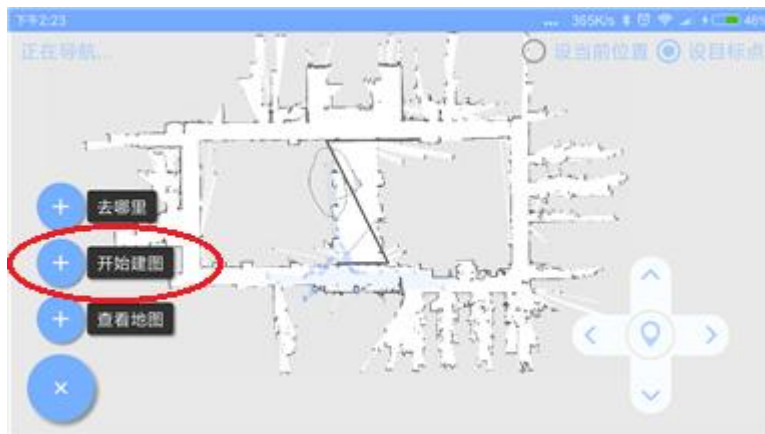 下午2:23
... 365K/s 46%
正在导航...
设当前位置 设目标点
去哪里
开始建图
查看地图